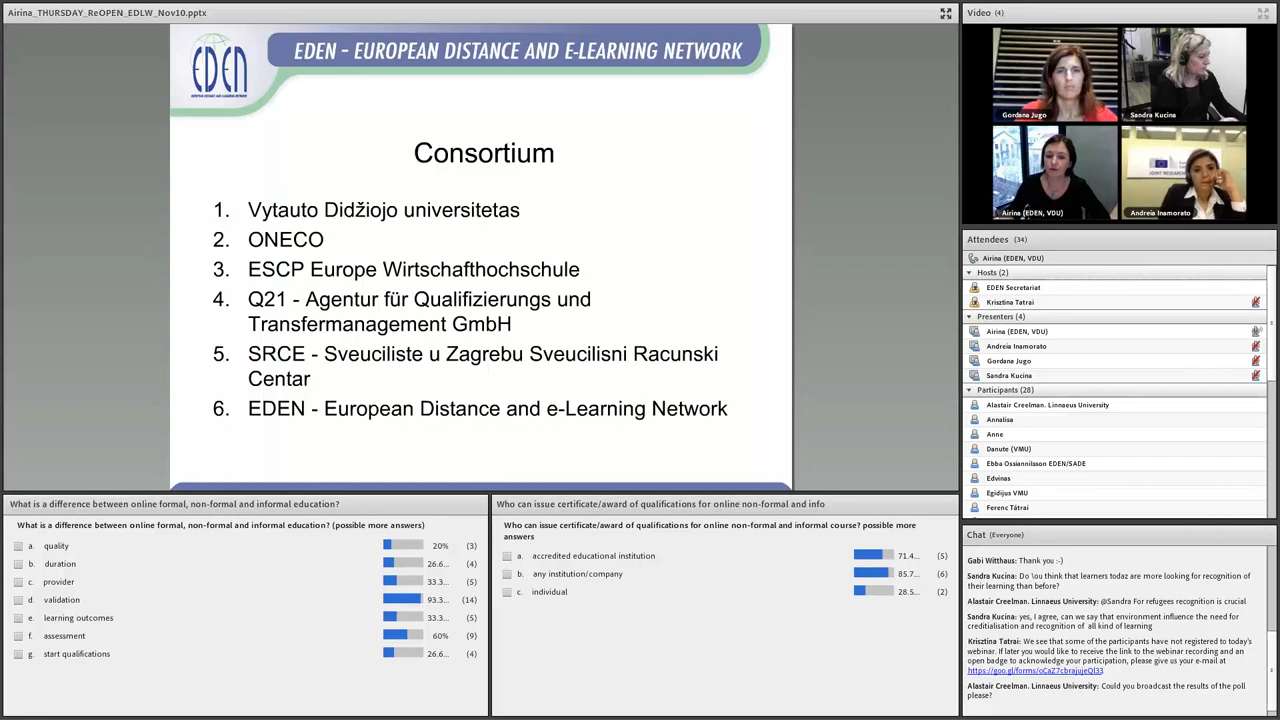 Airina_THURSDAY_ReOPEN_EDLW_Nov10.pptx
EDEN
EDEN - EUROPEAN DISTANCE AND E-LEARNING NETWORK
Consortium
1. Vytauto Didžiojo universitetas
2. ONECO
3. ESCP Europe Wirtschafthochschule
4. Q21 - Agentur für Qualifizierungs und
Transfermanagement GmbH
5. SRCE - Sveuciliste u Zagrebu Sveucilisni Racunski
Centar
6. EDEN - European Distance and e-Learning Network
What is a difference between online formal, non-formal and informal education?
What is a difference between online formal, non-formal and informal education? (possible more answers)
a. quality 20% (3)
b. duration 26.6... (4)
c. provider 33.3... (5)
d. validation 93.3... (14)
e. learning outcomes 33.3... (5)
f. assessment 60% (9)
g. start qualifications 26.6... (4)
Who can issue certificate/award of qualifications for online non-formal and info
Who can issue certificate/award of qualifications for online non-formal and informal course? possible more
answers
a. accredited educational institution 71.4... (5)
b. any institution/company 85.7... (6)
c. individual 28.5... (2)
Video (4)
Gordana Jugo
Sandra Kucina
Airina (EDEN, VDU)
Andreia Inamorato
Attendees (34)
Airina (EDEN, VDU)
Hosts (2)
EDEN Secretariat
Krisztina Tatrai
Presenters (4)
Airina (EDEN, VDU)
Andreia Inamorato
Gordana Jugo
Sandra Kucina
Participants (28)
Alastair Creelman. Linnaeus University
Annalisa
Anne
Danute (VMU)
Ebba Ossiannilsson EDEN/SADE
Edvinas
Egidijus VMU
Ferenc Tátrai
Chat (Everyone)
Gabi Witthaus: Thank you :-)
Sandra Kucina: Do \ou think that learners todaz are more looking for recognition of
their learning than before?
Alastair Creelman. Linnaeus University: @Sandra For refugees recognition is crucial
Sandra Kucina: yes, I agree, can we say that environment influence the need for
creditialisation and recognition of all kind of learning
Krisztina Tatrai: We see that some of the participants have not registered to today's
webinar. If later you would like to receive the link to the webinar recording and an
open badge to acknowledge your participation, please give us your e-mail at
https://goo.gl/forms/oCaZ7cbrajujeQl33.
Alastair Creelman. Linnaeus University: Could you broadcast the results of the poll
please?